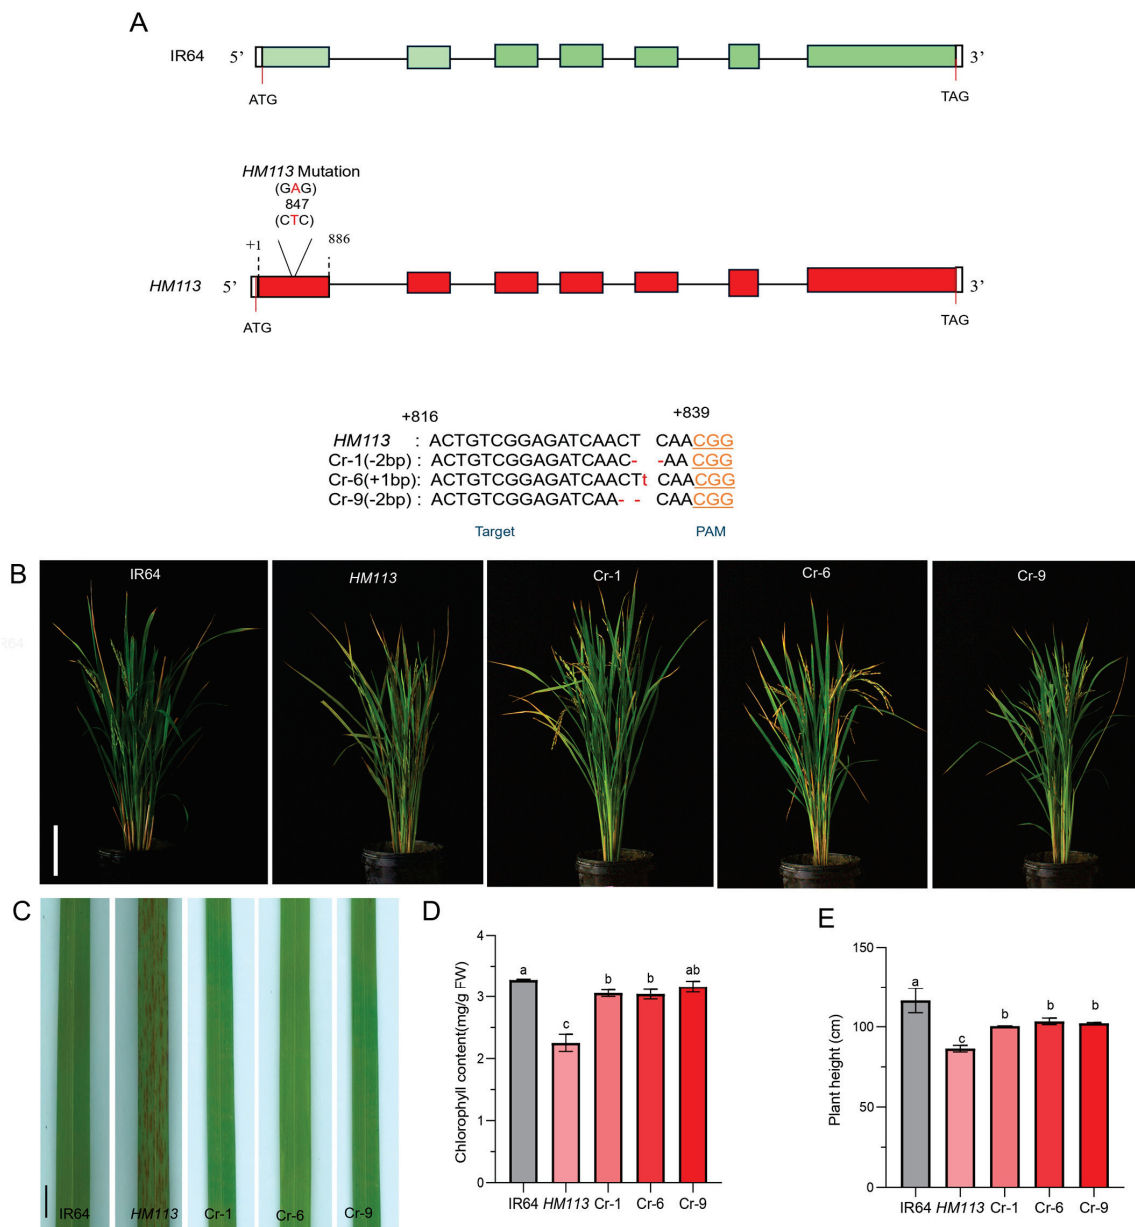 A
IR64 5’ 3’
ATG TAG
HM113 Mutation
(GAG)
847
(CTC)
+1 886
HM113 5’ 3’
ATG TAG
+816 +839
HM113 : ACTGTCGGAGATCAACT CAACGG
Cr-1(-2bp) : ACTGTCGGAGATCAAC- -AA CGG
Cr-6(+1bp) : ACTGTCGGAGATCAACTt CAACGG
Cr-9(-2bp) : ACTGTCGGAGATCAA- - CAACGG
Target PAM
B
IR64 HM113 Cr-1 Cr-6 Cr-9
R64
C
IR64 HM113 Cr-1 Cr-6 Cr-9
D
Chlorophyll content(mg/g FW)
4
3
2
1
0
a c b b ab
IR64 HM113 Cr-1 Cr-6 Cr-9
E
Plant height (cm)
150
100
50
0
a c b b b
IR64 HM113 Cr-1 Cr-6 Cr-9